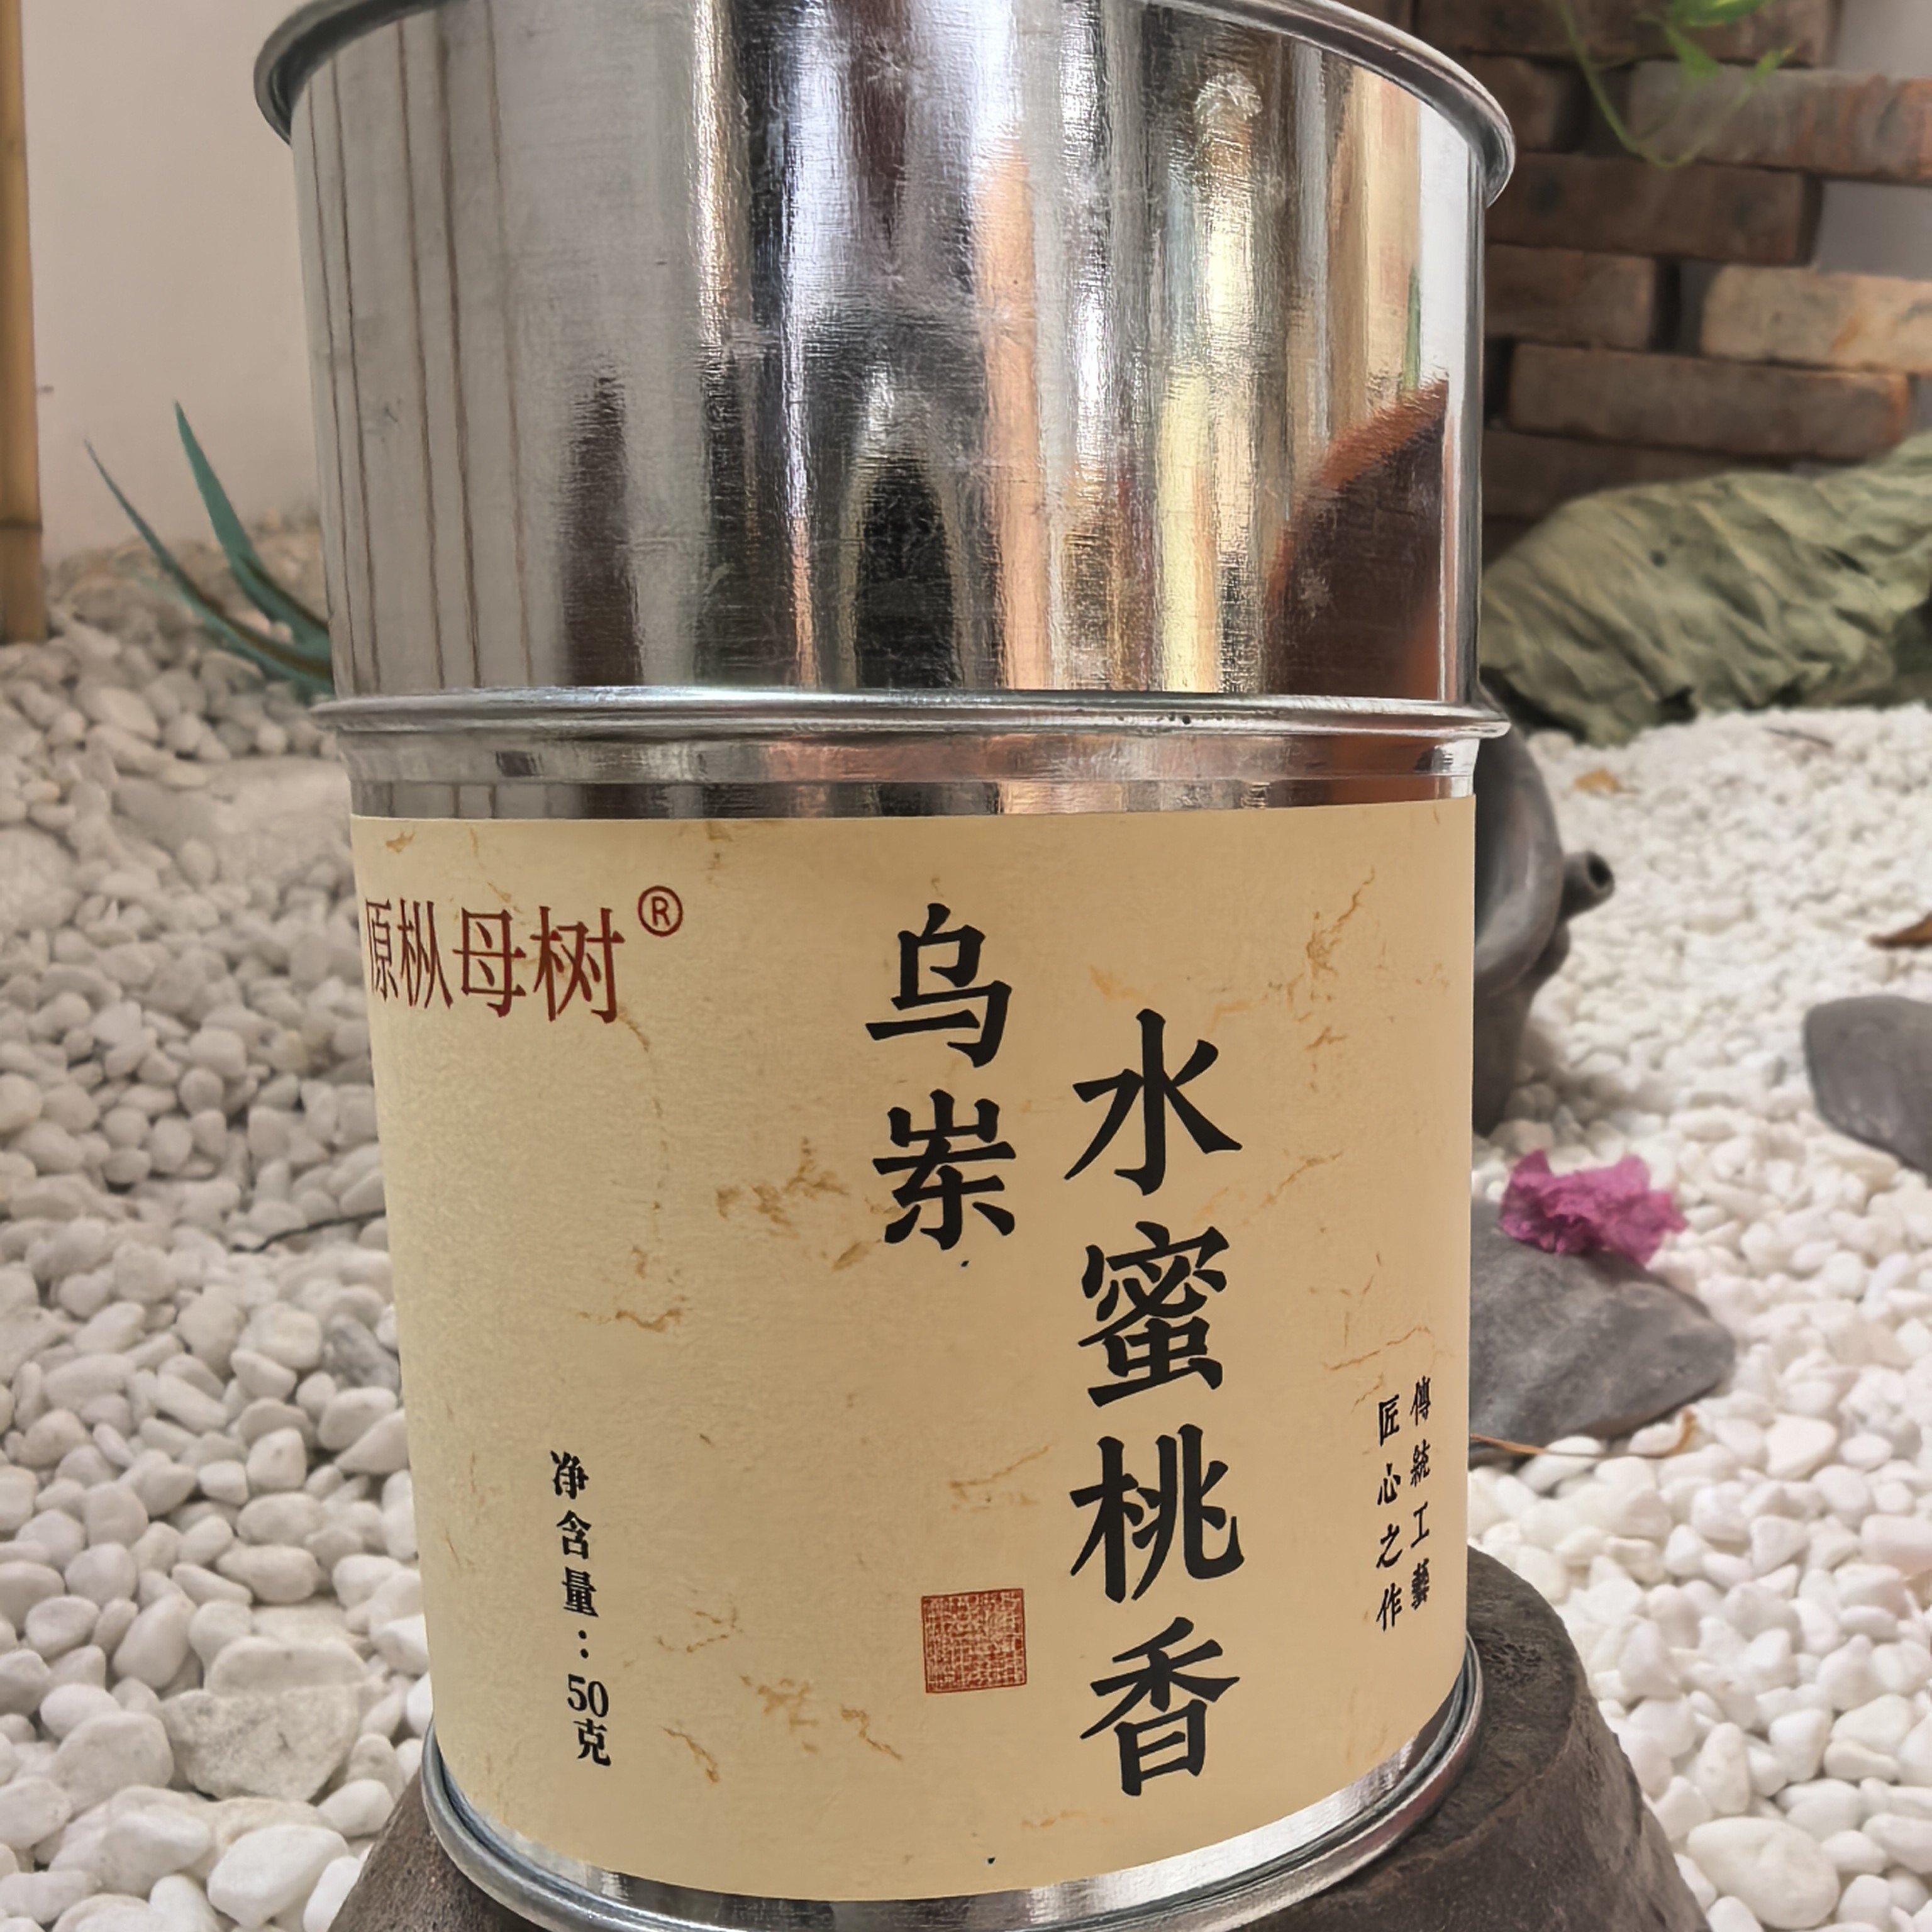 原枞母树®
乌岽
水蜜桃香
傳統工藝
匠心之作
净含量：50克